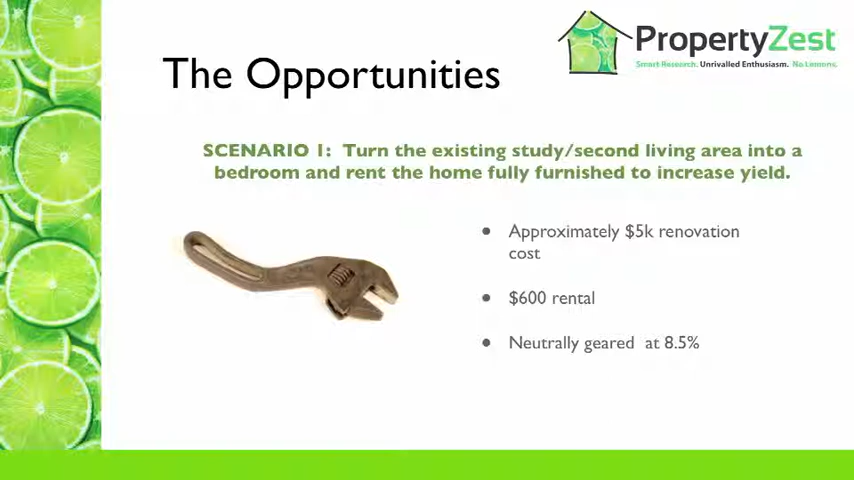 PropertyZest
Smart Research. Unrivalled Enthusiasm. No Lemons.
The Opportunities
SCENARIO 1: Turn the existing study/second living area into a
bedroom and rent the home fully furnished to increase yield.
● Approximately $5k renovation
cost
● $600 rental
● Neutrally geared at 8.5%